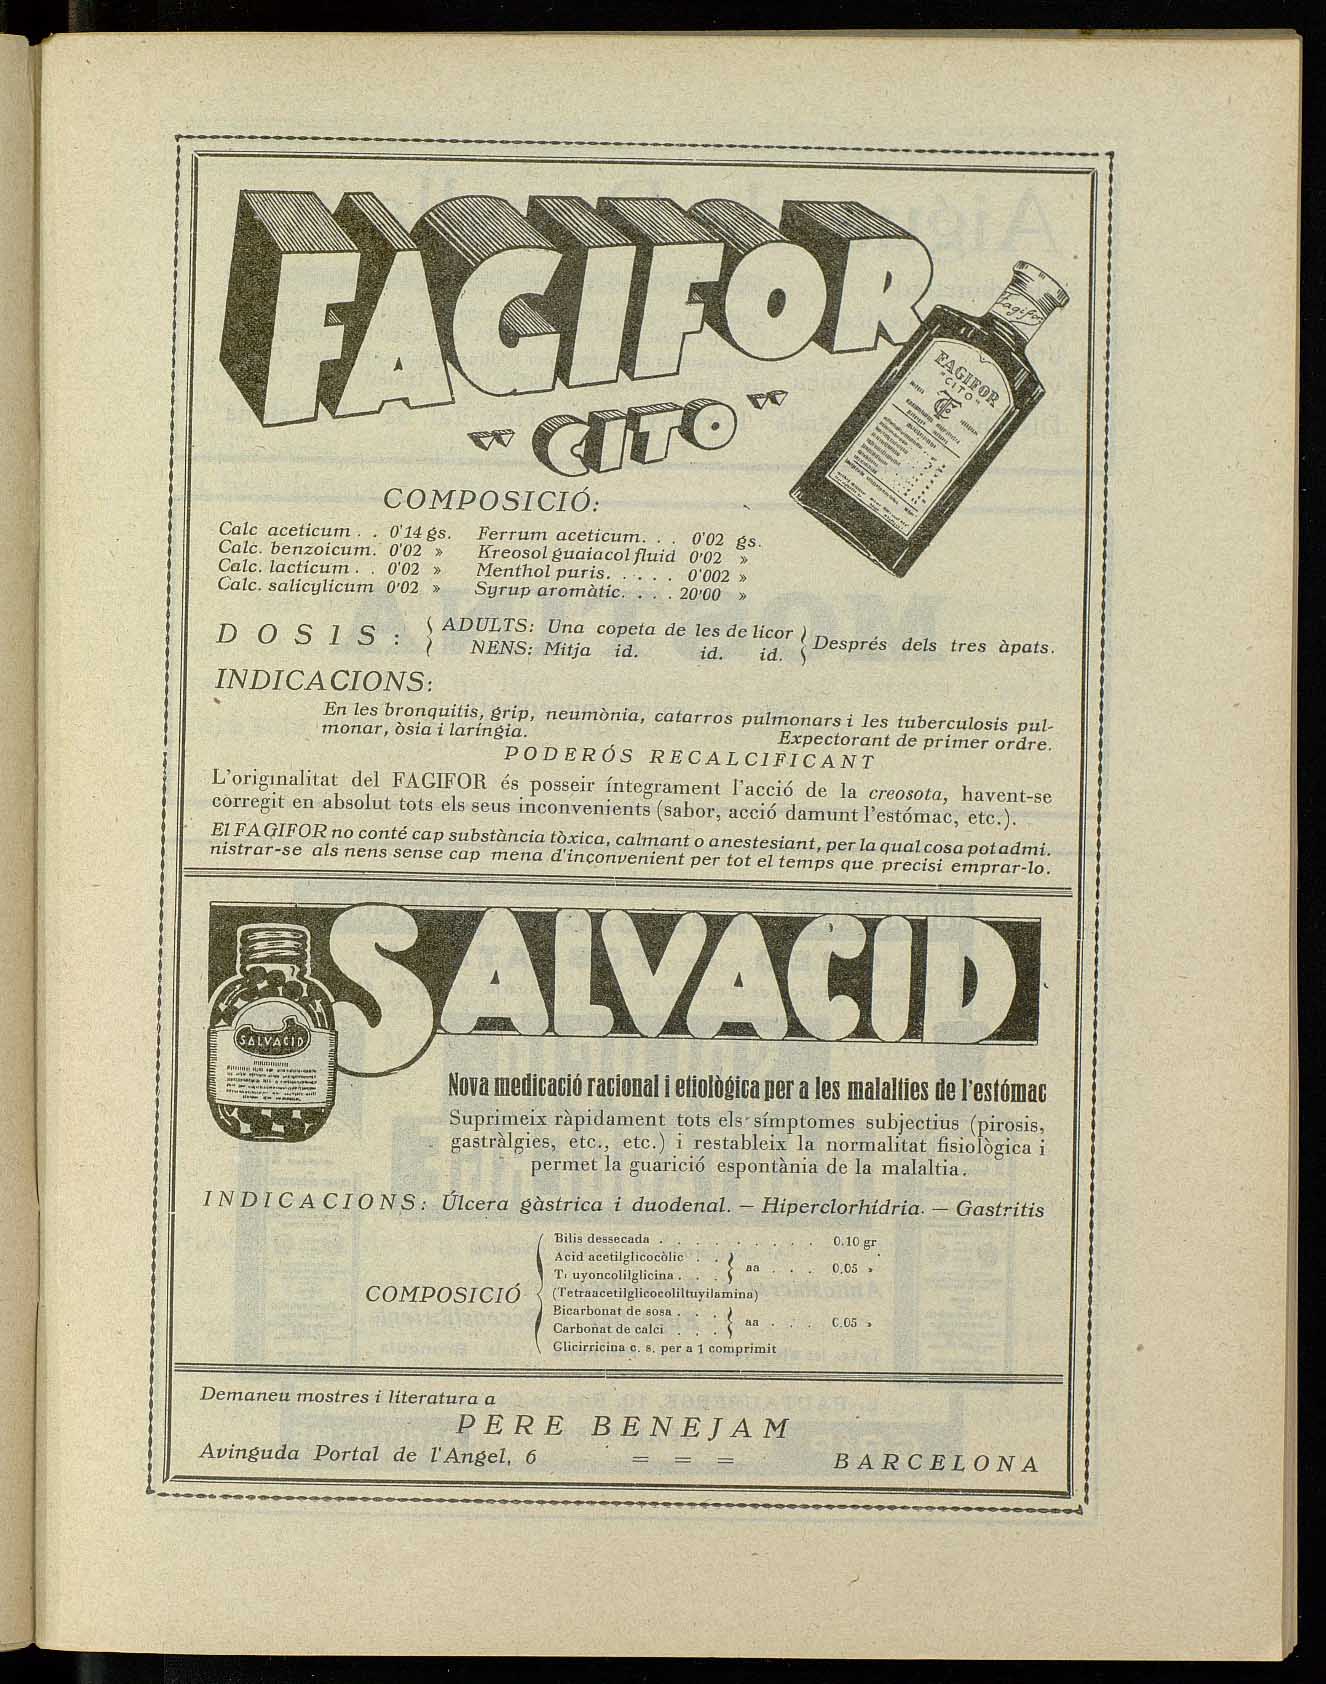 FAGIFOR
"CITO"
Fagifor
FAGIFOR
"CITO"
COMPOSICIÓ:
Calc aceticum . . 0'14 gs. Ferrum aceticum. . . 0'02 gs.
Calc. benzoicum. 0'02 » Kreosol guaiacol fluid 0'02 »
Calc. lacticum . . 0'02 » Menthol puris. . . . . 0'002 »
Calc. salicylicum 0'02 » Syrup aromàtic. . . . 20'00 »
DOSIS: ADULTS: Una copeta de les de licor
NENS: Mitja id. id. id.
Després dels tres àpats.
INDICACIONS:
En les bronquitis, grip, neumònia, catarros pulmonars i les tuberculosis pul-
monar, òsia i laríngia. Expectorant de primer ordre.
PODERÓS RECALCIFICANT
L'originalitat del FAGIFOR és posseir íntegrament l'acció de la creosota, havent-se
corregit en absolut tots els seus inconvenients (sabor, acció damunt l'estómac, etc.).
El FAGIFOR no conté cap substància tòxica, calmant o anestesiant, per la qual cosa pot admi.
nistrar-se als nens sense cap mena d'inconvenient per tot el temps que precisi emprar-lo.
SALVACID
SALVACID
Nova medicació racional i etiològica per a les malalties de l'estómac
Suprimeix ràpidament tots els símptomes subjectius (pirosis,
gastràlgies, etc., etc.) i restableix la normalitat fisiològica i
permet la guarició espontània de la malaltia.
INDICACIONS: Úlcera gàstrica i duodenal. — Hiperclorhídria. — Gastritis
COMPOSICIÓ
Bilis dessecada . . . . . . . . . 0.10 gr
Acid acetilglicocòlic . .
Ti uyoncolilglicina . . . aa . . . 0.05 »
(Tetraacetilglicocoliltuyilamina)
Bicarbonat de sosa . . .
Carbonat de calci . . . aa . . . 0.05 »
Glicirricina c. s. per a 1 comprimit
Demaneu mostres i literatura a
PERE BENEJAM
Avinguda Portal de l'Angel, 6 = = = BARCELONA